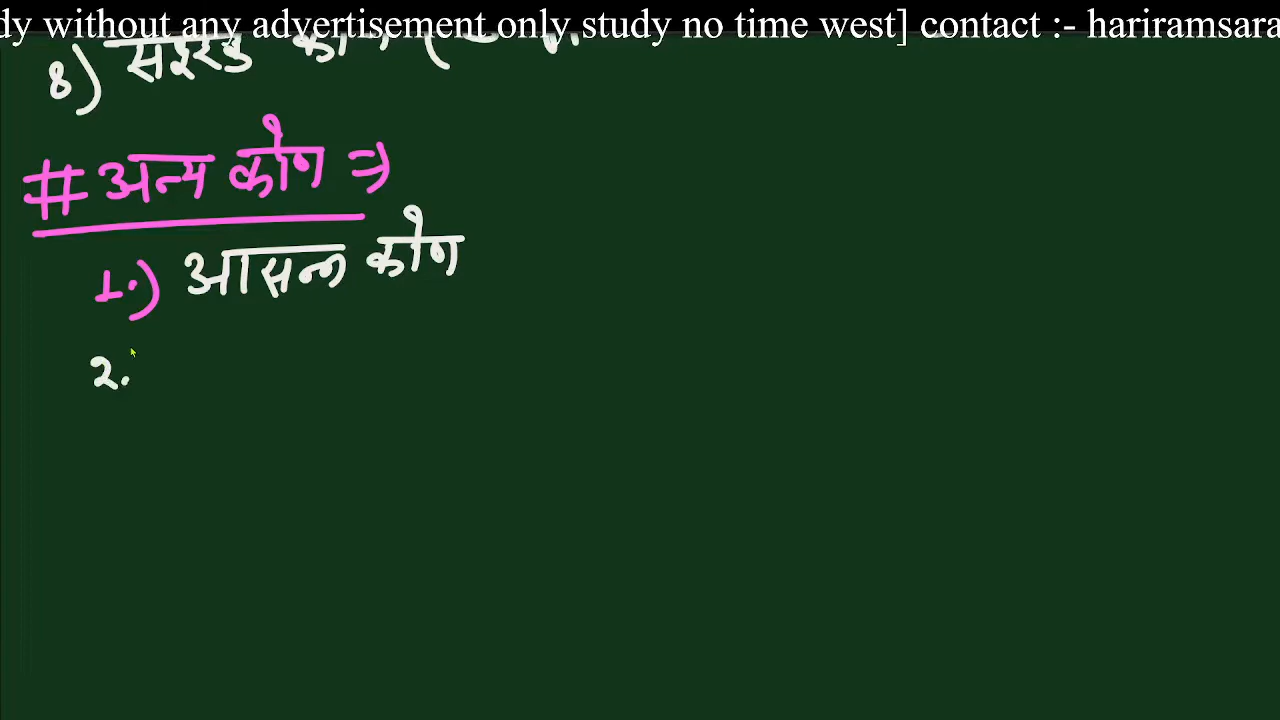 dy without any advertisement only study no time west] contact :- hariramsara
8)
# अन्य कोण =>
1.) आसन्न कोण
2.